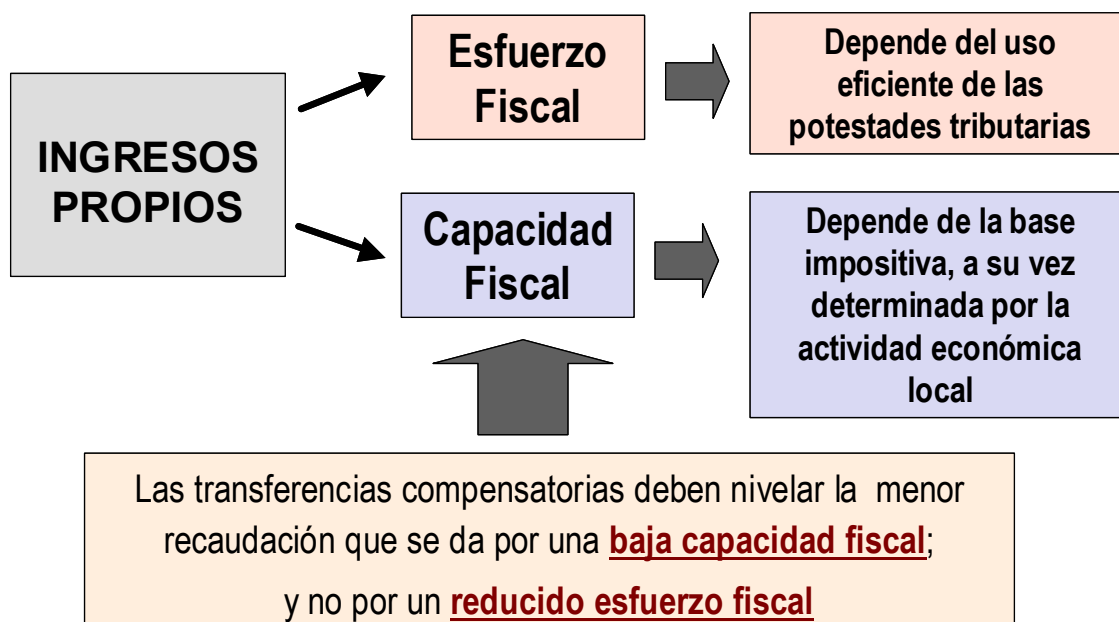 INGRESOS
PROPIOS
Esfuerzo
Fiscal
Depende del uso
eficiente de las
potestades tributarias
Capacidad
Fiscal
Depende de la base
impositiva, a su vez
determinada por la
actividad económica
local
Las transferencias compensatorias deben nivelar la menor
recaudación que se da por una baja capacidad fiscal;
y no por un reducido esfuerzo fiscal